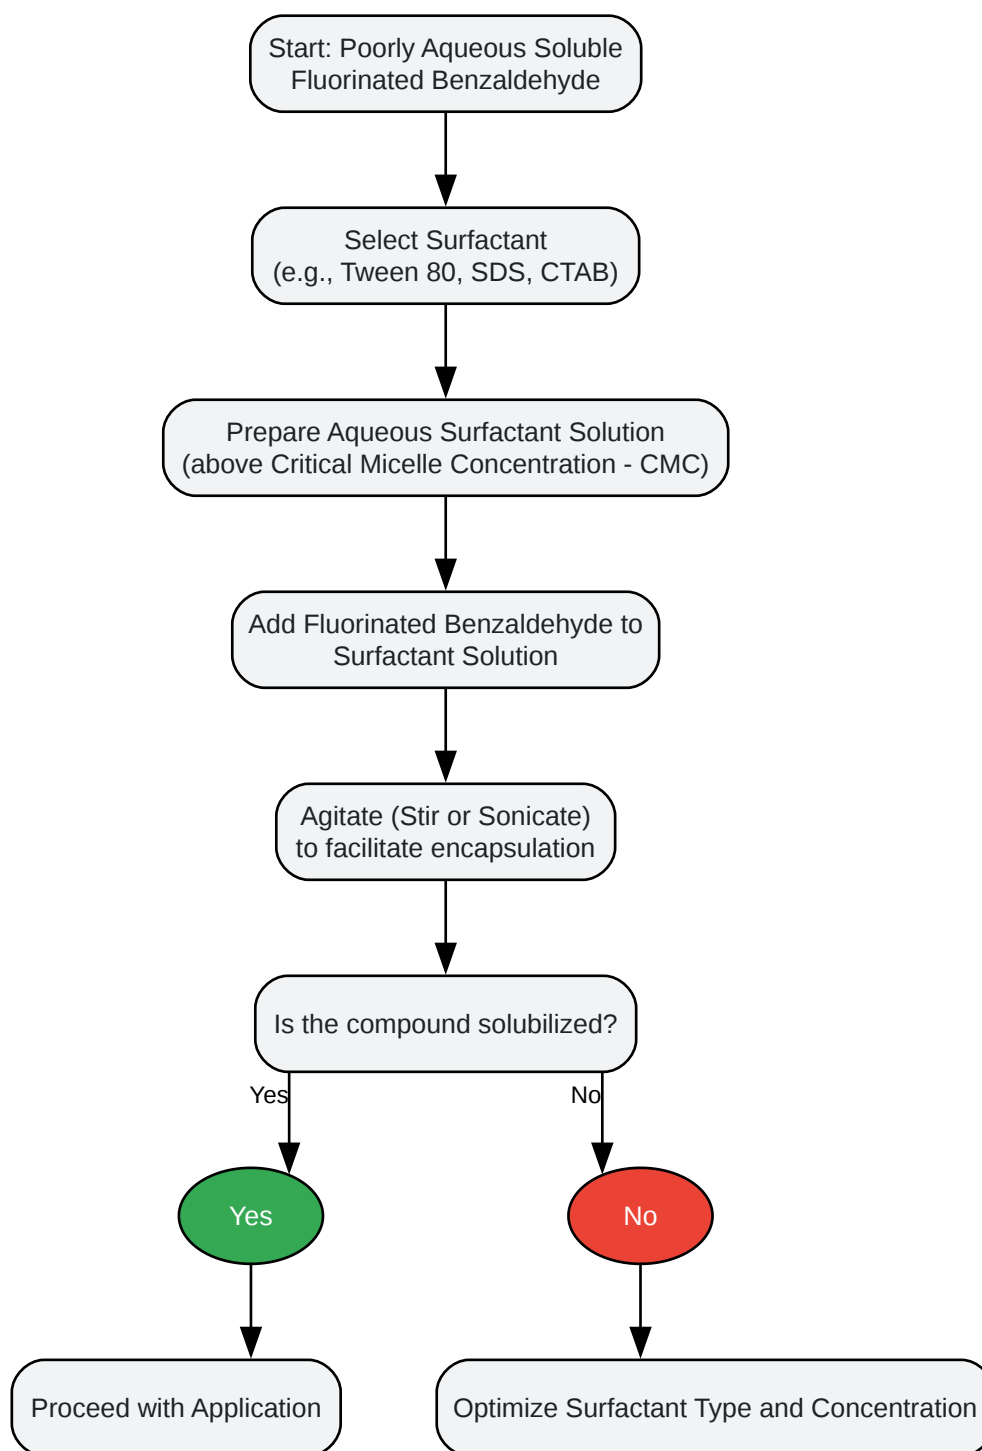 Start: Poorly Aqueous Soluble
Fluorinated Benzaldehyde
Select Surfactant
(e.g., Tween 80, SDS, CTAB)
Prepare Aqueous Surfactant Solution
(above Critical Micelle Concentration - CMC)
Add Fluorinated Benzaldehyde to
Surfactant Solution
Agitate (Stir or Sonicate)
to facilitate encapsulation
Is the compound solubilized?
Yes
No
Yes
No
Proceed with Application
Optimize Surfactant Type and Concentration